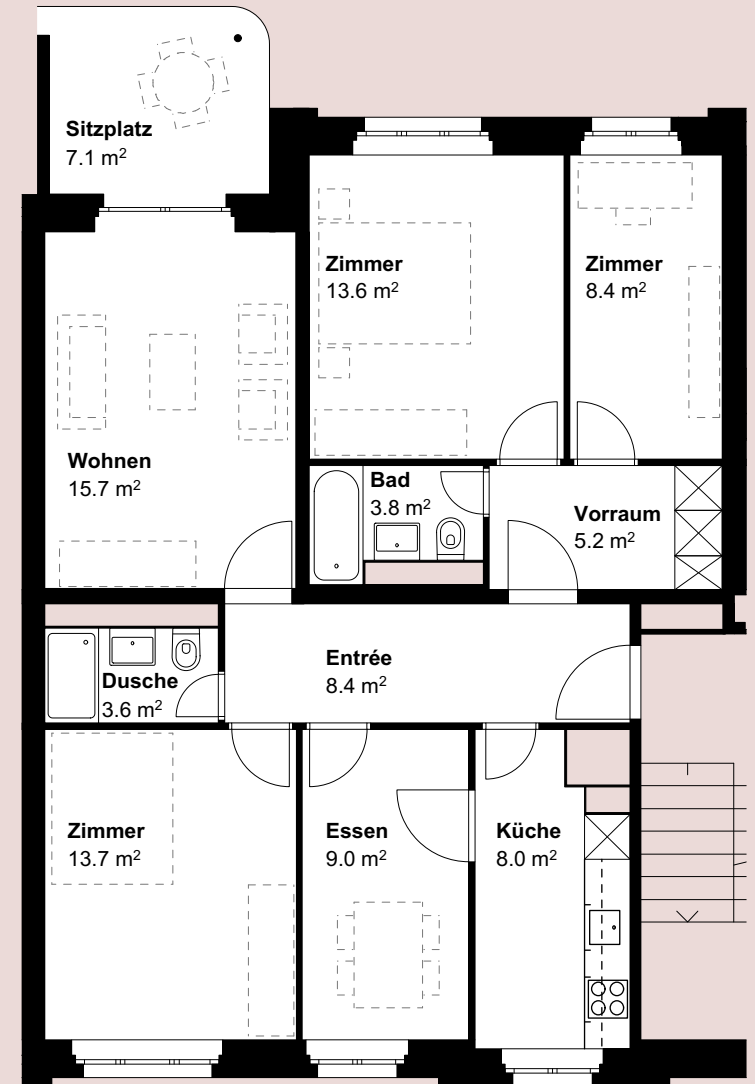 Sitzplatz
7.1 m²
Zimmer
13.6 m²
Zimmer
8.4 m²
Wohnen
15.7 m²
Bad
3.8 m²
Vorraum
5.2 m²
Entrée
8.4 m²
Dusche
3.6 m²
Zimmer
13.7 m²
Essen
9.0 m²
Küche
8.0 m²